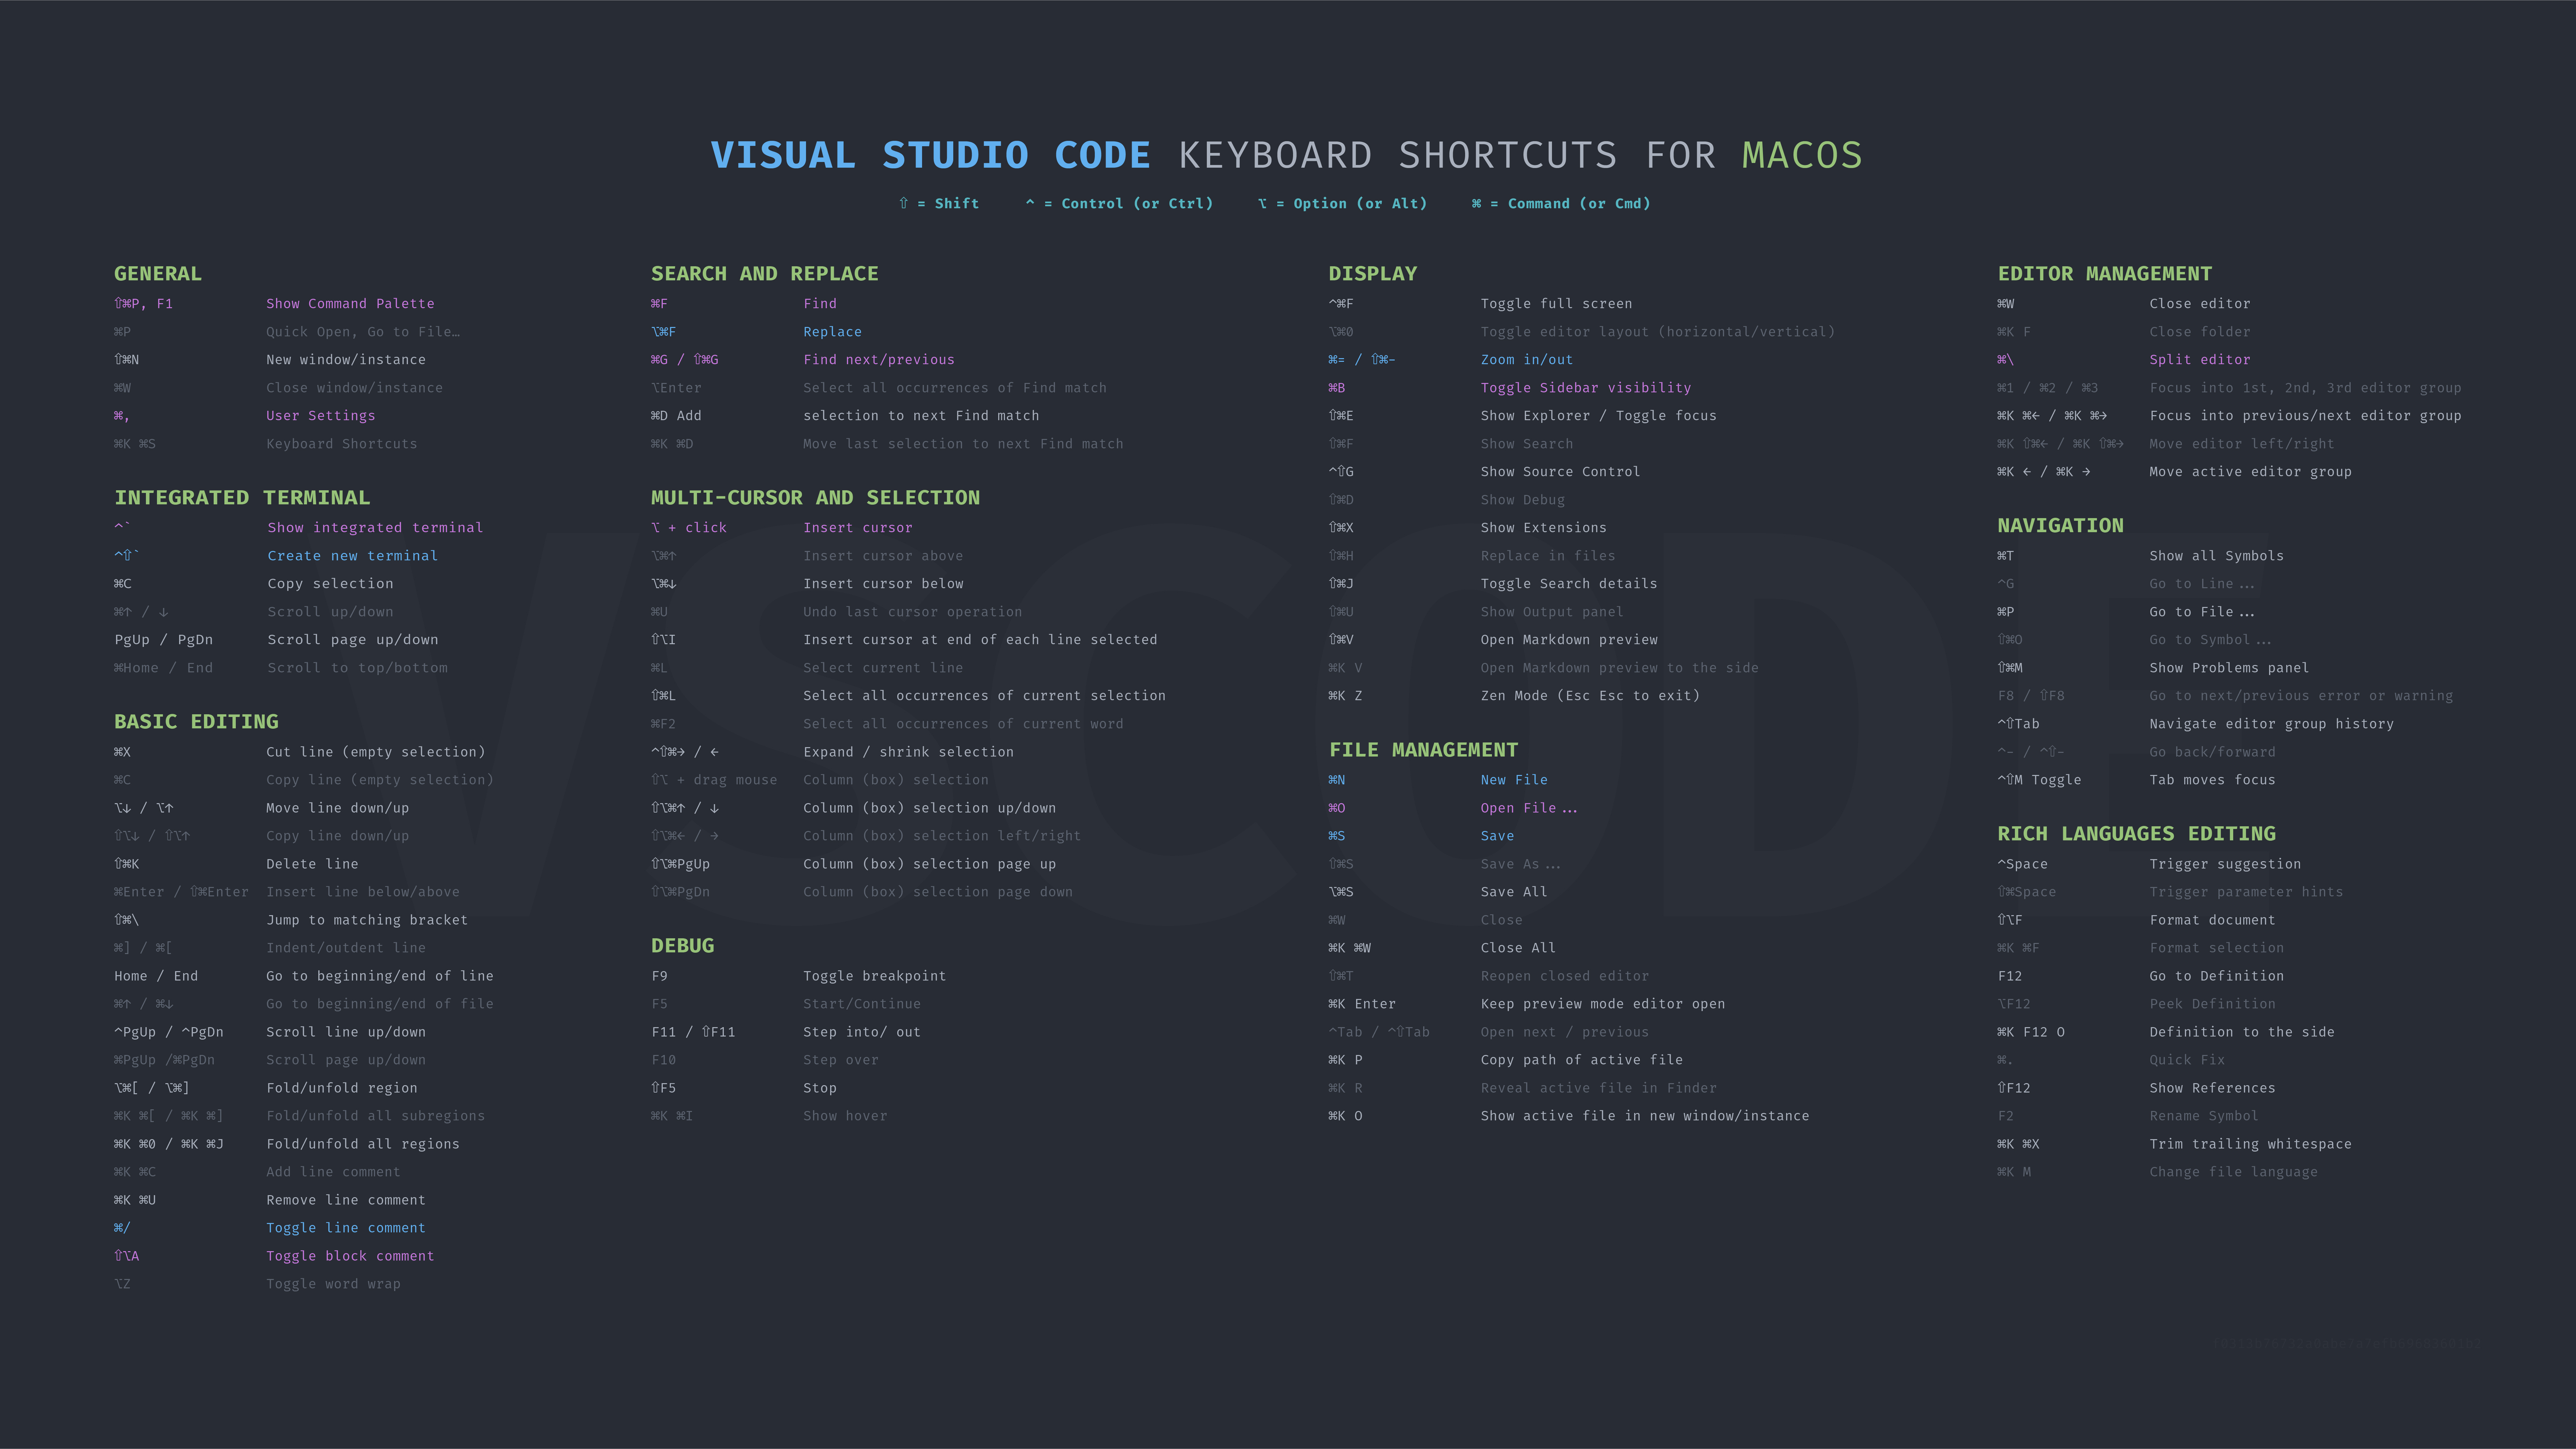 VISUAL STUDIO CODE KEYBOARD SHORTCUTS FOR MACOS
⇧ = Shift ^ = Control (or Ctrl) ⌥ = Option (or Alt) ⌘ = Command (or Cmd)
GENERAL
⇧⌘P, F1 Show Command Palette
⌘P Quick Open, Go to File…
⇧⌘N New window/instance
⌘W Close window/instance
⌘, User Settings
⌘K ⌘S Keyboard Shortcuts
INTEGRATED TERMINAL
^` Show integrated terminal
^⇧` Create new terminal
⌘C Copy selection
⌘↑ / ↓ Scroll up/down
PgUp / PgDn Scroll page up/down
⌘Home / End Scroll to top/bottom
BASIC EDITING
⌘X Cut line (empty selection)
⌘C Copy line (empty selection)
⌥↓ / ⌥↑ Move line down/up
⇧⌥↓ / ⇧⌥↑ Copy line down/up
⇧⌘K Delete line
⌘Enter / ⇧⌘Enter Insert line below/above
⇧⌘\ Jump to matching bracket
⌘] / ⌘[ Indent/outdent line
Home / End Go to beginning/end of line
⌘↑ / ⌘↓ Go to beginning/end of file
^PgUp / ^PgDn Scroll line up/down
⌘PgUp /⌘PgDn Scroll page up/down
⌥⌘[ / ⌥⌘] Fold/unfold region
⌘K ⌘[ / ⌘K ⌘] Fold/unfold all subregions
⌘K ⌘0 / ⌘K ⌘J Fold/unfold all regions
⌘K ⌘C Add line comment
⌘K ⌘U Remove line comment
⌘/ Toggle line comment
⇧⌥A Toggle block comment
⌥Z Toggle word wrap
SEARCH AND REPLACE
⌘F Find
⌥⌘F Replace
⌘G / ⇧⌘G Find next/previous
⌥Enter Select all occurrences of Find match
⌘D Add selection to next Find match
⌘K ⌘D Move last selection to next Find match
MULTI-CURSOR AND SELECTION
⌥ + click Insert cursor
⌥⌘↑ Insert cursor above
⌥⌘↓ Insert cursor below
⌘U Undo last cursor operation
⇧⌥I Insert cursor at end of each line selected
⌘L Select current line
⇧⌘L Select all occurrences of current selection
⌘F2 Select all occurrences of current word
^⇧⌘→ / ← Expand / shrink selection
⇧⌥ + drag mouse Column (box) selection
⇧⌥⌘↑ / ↓ Column (box) selection up/down
⇧⌥⌘← / → Column (box) selection left/right
⇧⌥⌘PgUp Column (box) selection page up
⇧⌥⌘PgDn Column (box) selection page down
DEBUG
F9 Toggle breakpoint
F5 Start/Continue
F11 / ⇧F11 Step into/ out
F10 Step over
⇧F5 Stop
⌘K ⌘I Show hover
DISPLAY
^⌘F Toggle full screen
⌥⌘0 Toggle editor layout (horizontal/vertical)
⌘= / ⇧⌘- Zoom in/out
⌘B Toggle Sidebar visibility
⇧⌘E Show Explorer / Toggle focus
⇧⌘F Show Search
^⇧G Show Source Control
⇧⌘D Show Debug
⇧⌘X Show Extensions
⇧⌘H Replace in files
⇧⌘J Toggle Search details
⇧⌘U Show Output panel
⇧⌘V Open Markdown preview
⌘K V Open Markdown preview to the side
⌘K Z Zen Mode (Esc Esc to exit)
FILE MANAGEMENT
⌘N New File
⌘O Open File...
⌘S Save
⇧⌘S Save As...
⌥⌘S Save All
⌘W Close
⌘K ⌘W Close All
⇧⌘T Reopen closed editor
⌘K Enter Keep preview mode editor open
^Tab / ^⇧Tab Open next / previous
⌘K P Copy path of active file
⌘K R Reveal active file in Finder
⌘K O Show active file in new window/instance
EDITOR MANAGEMENT
⌘W Close editor
⌘K F Close folder
⌘\ Split editor
⌘1 / ⌘2 / ⌘3 Focus into 1st, 2nd, 3rd editor group
⌘K ⌘← / ⌘K ⌘→ Focus into previous/next editor group
⌘K ⇧⌘← / ⌘K ⇧⌘→ Move editor left/right
⌘K ← / ⌘K → Move active editor group
NAVIGATION
⌘T Show all Symbols
^G Go to Line...
⌘P Go to File...
⇧⌘O Go to Symbol...
⇧⌘M Show Problems panel
F8 / ⇧F8 Go to next/previous error or warning
^⇧Tab Navigate editor group history
^- / ^⇧- Go back/forward
^⇧M Toggle Tab moves focus
RICH LANGUAGES EDITING
^Space Trigger suggestion
⇧⌘Space Trigger parameter hints
⇧⌥F Format document
⌘K ⌘F Format selection
F12 Go to Definition
⌥F12 Peek Definition
⌘K F12 O Definition to the side
⌘. Quick Fix
⇧F12 Show References
F2 Rename Symbol
⌘K ⌘X Trim trailing whitespace
⌘K M Change file language
VSCODE